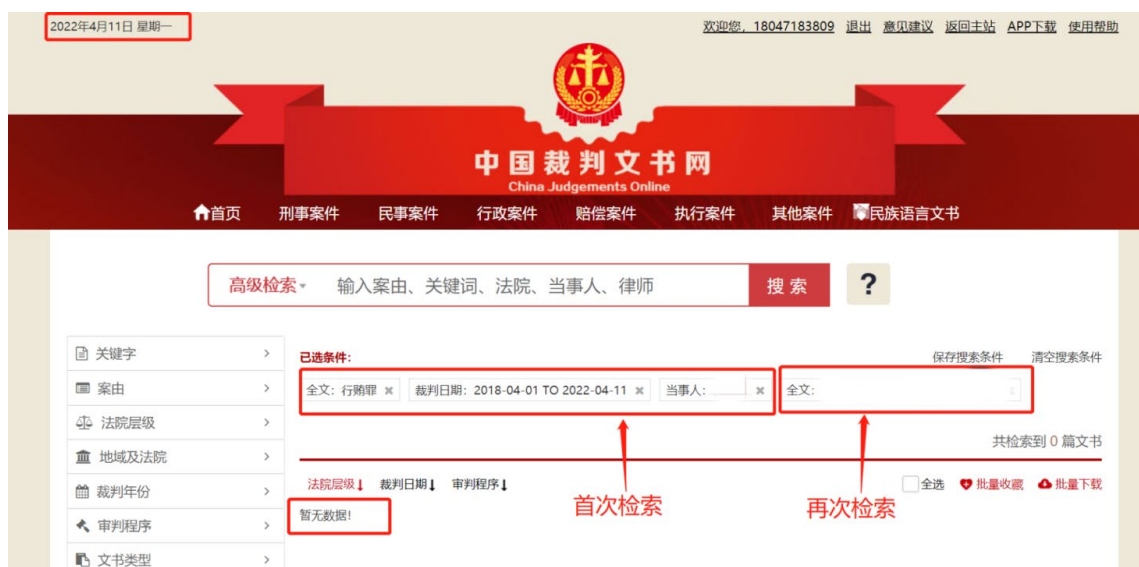 2022年4月11日 星期一
欢迎您，18047183809 退出 意见建议 返回主站 APP下载 使用帮助
中国裁判文书网
China Judgements Online
首页 刑事案件 民事案件 行政案件 赔偿案件 执行案件 其他案件 民族语言文书
高级检索 输入案由、关键词、法院、当事人、律师 搜索 ?
关键字 >
案由 >
法院层级 >
地域及法院 >
裁判年份 >
审判程序 >
文书类型 >
已选条件：
保存搜索条件 清空搜索条件
全文：行贿罪 × 裁判日期：2018-04-01 TO 2022-04-11 × 当事人： × 全文：
共检索到 0 篇文书
法院层级 裁判日期 审判程序
全选 批量收藏 批量下载
暂无数据!
首次检索
再次检索